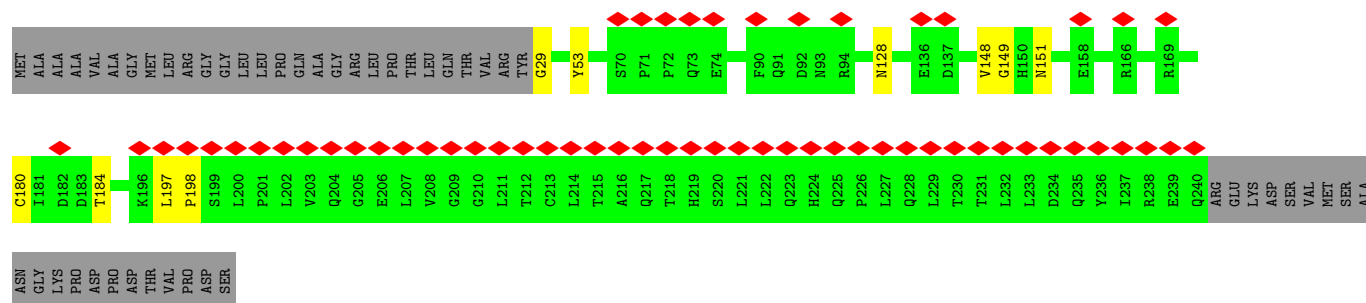 MET ALA ALA ALA VAL ALA GLY MET LEU ARG GLY GLY LEU LEU PRO GLN ALA GLY ARG LEU PRO THR LEU GLN THR VAL ARG TYR G29 Y53 S70 P71 P72 Q73 E74 F90 Q91 D92 N93 R94 N128 E136 D137 V148 G149 H150 N151 E158 R166 R169
C180 I181 D182 D183 T184 K196 L197 P198 S199 L200 P201 L202 V203 Q204 G205 E206 L207 V208 G209 G210 L211 T212 C213 L214 T215 A216 Q217 T218 H219 S220 L221 L222 Q223 H224 Q225 P226 L227 Q228 L229 T230 T231 L232 L233 D234 Q235 Y236 I237 R238 E239 Q240 ARG GLU LYS ASP SER VAL MET SER ALA
ASN GLY LYS PRO ASP PRO ASP THR VAL PRO ASP SER